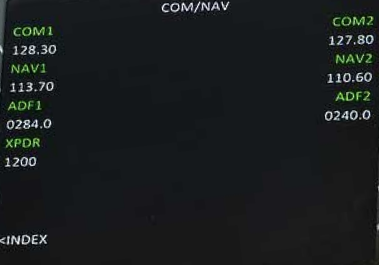 COM/NAV
COM1 COM2
128.30 127.80
NAV1 NAV2
113.70 110.60
ADF1 ADF2
0284.0 0240.0
XPDR
1200
<INDEX